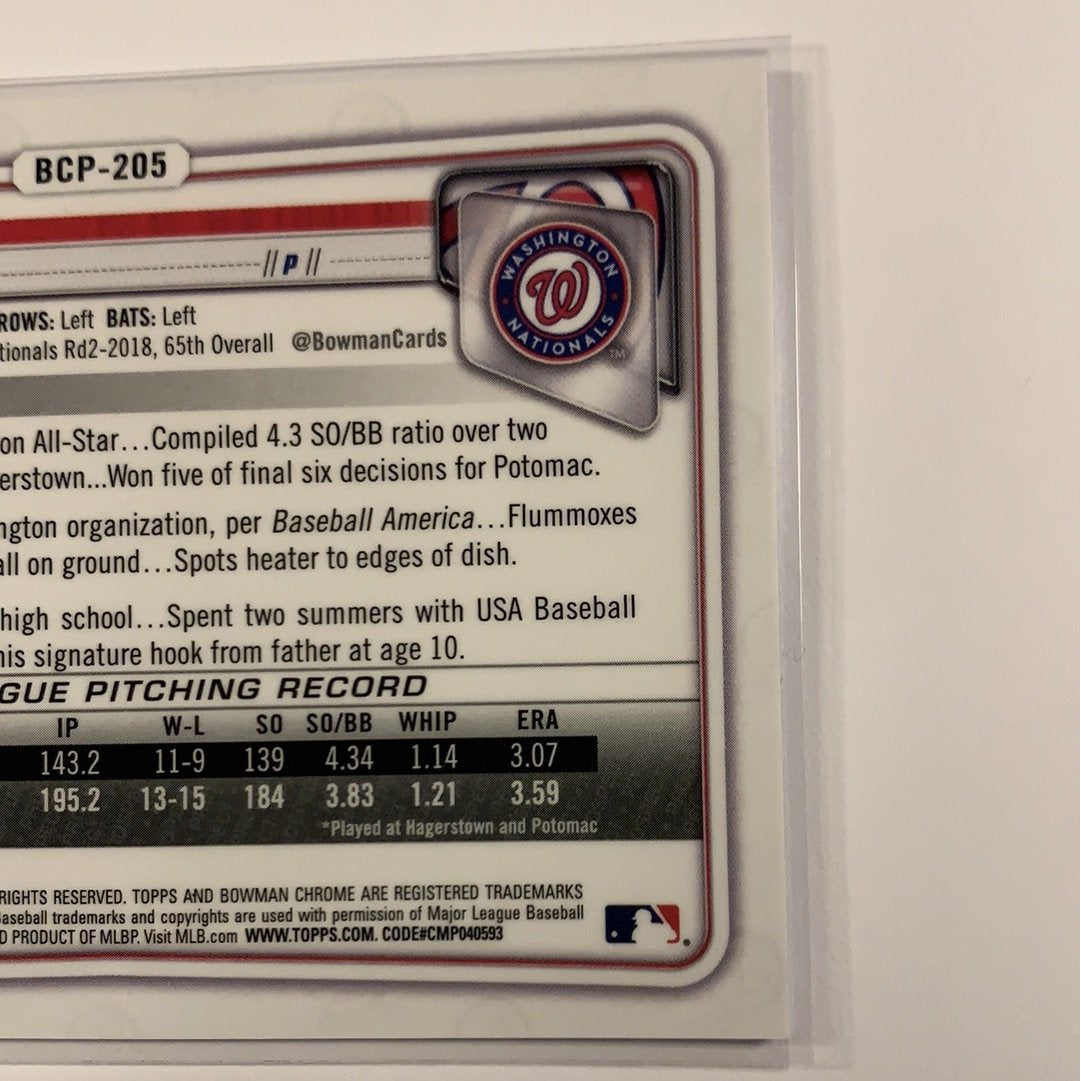 BCP-205
// P //
WASHINGTON
W
NATIONALS
TM
ROWS: Left BATS: Left
tionals Rd2-2018, 65th Overall @BowmanCards
on All-Star...Compiled 4.3 SO/BB ratio over two
erstown...Won five of final six decisions for Potomac.
ngton organization, per Baseball America...Flummoxes
all on ground...Spots heater to edges of dish.
high school...Spent two summers with USA Baseball
his signature hook from father at age 10.
GUE PITCHING RECORD
IP W-L SO SO/BB WHIP ERA
143.2 11-9 139 4.34 1.14 3.07
195.2 13-15 184 3.83 1.21 3.59
*Played at Hagerstown and Potomac
RIGHTS RESERVED. TOPPS AND BOWMAN CHROME ARE REGISTERED TRADEMARKS
Baseball trademarks and copyrights are used with permission of Major League Baseball
D PRODUCT OF MLBP. Visit MLB.com WWW.TOPPS.COM. CODE#CMP040593